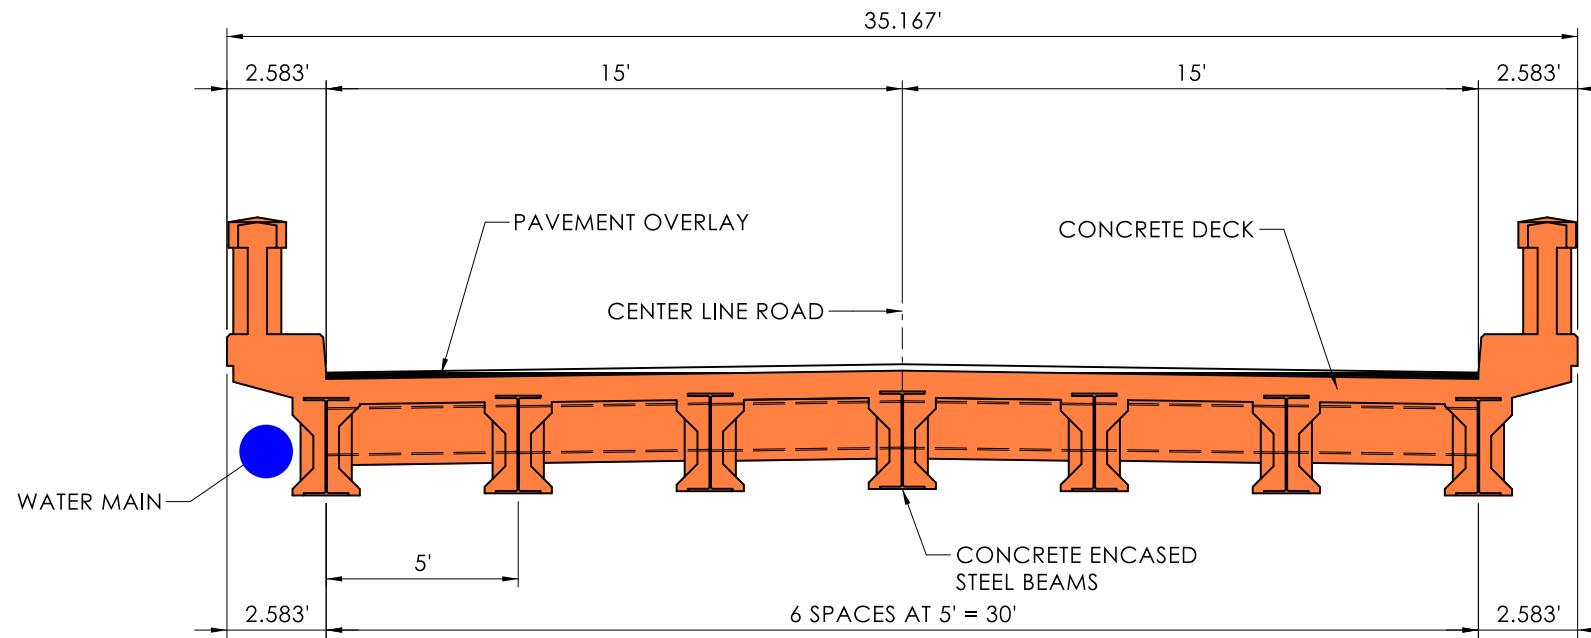 35.167'
2.583'
15'
15'
2.583'
PAVEMENT OVERLAY
CONCRETE DECK
CENTER LINE ROAD
WATER MAIN
5'
CONCRETE ENCASED
STEEL BEAMS
2.583'
6 SPACES AT 5' = 30'
2.583'